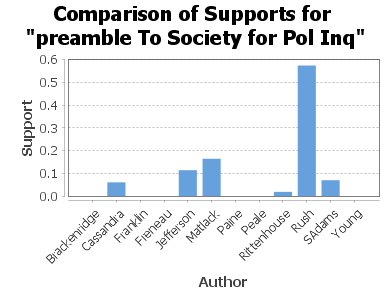 Comparison of Supports for
"preamble To Society for Pol Inq"
0.6
0.5
0.4
0.3
0.2
0.1
0.0
Support
Brackenridge
Cassandra
Franklin
Freneau
Jefferson
Matlack
Paine
Peale
Rittenhouse
Rush
SAdams
Young
Author